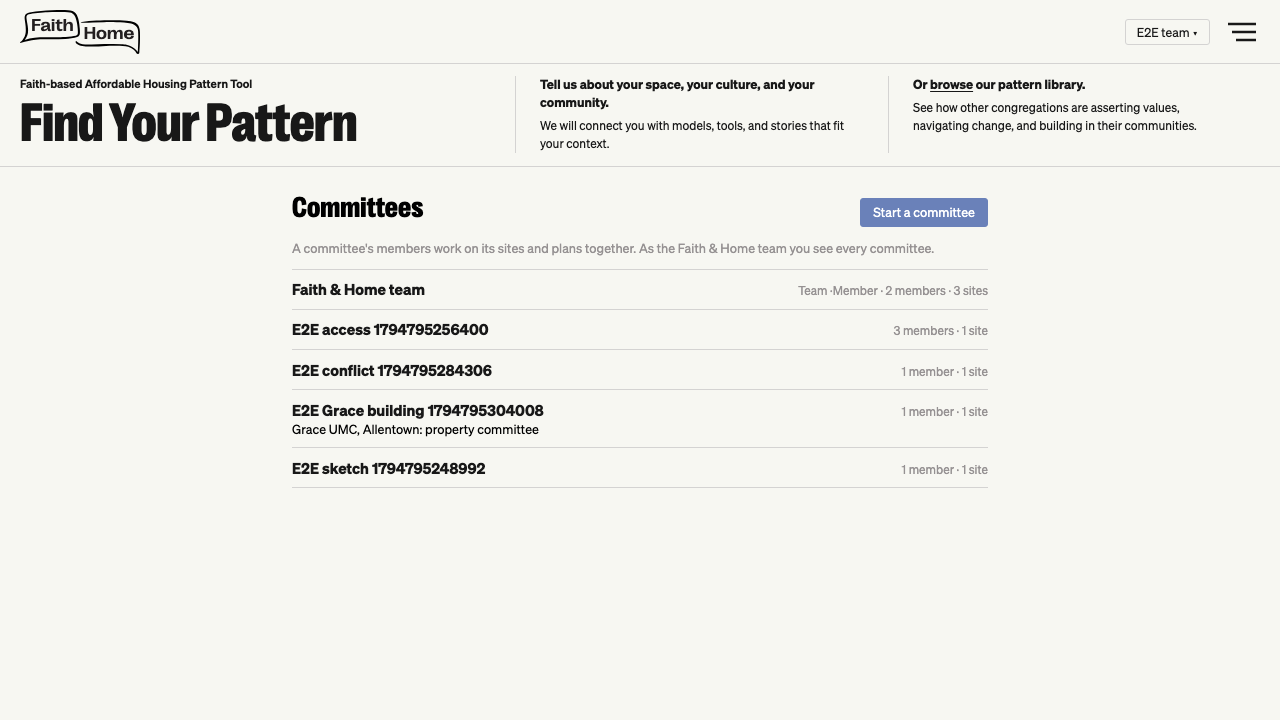 Faith
Home
E2E team ▾
Faith-based Affordable Housing Pattern Tool
Find Your Pattern
Tell us about your space, your culture, and your
community.
We will connect you with models, tools, and stories that fit
your context.
Or browse our pattern library.
See how other congregations are asserting values,
navigating change, and building in their communities.
Committees
Start a committee
A committee's members work on its sites and plans together. As the Faith & Home team you see every committee.
Faith & Home team
Team ·Member · 2 members · 3 sites
E2E access 1794795256400
3 members · 1 site
E2E conflict 1794795284306
1 member · 1 site
E2E Grace building 1794795304008
1 member · 1 site
Grace UMC, Allentown: property committee
E2E sketch 1794795248992
1 member · 1 site